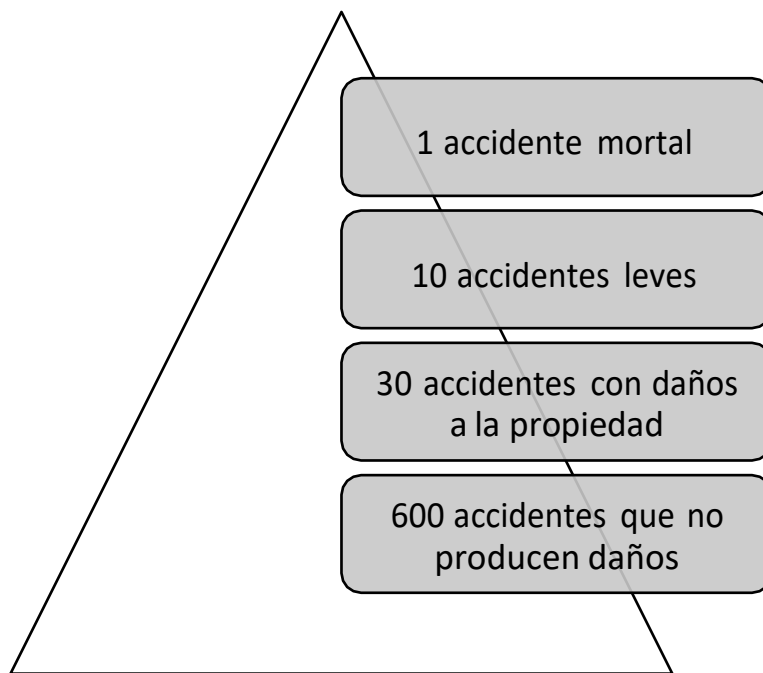 1 accidente mortal
10 accidentes leves
30 accidentes con daños
a la propiedad
600 accidentes que no
producen daños